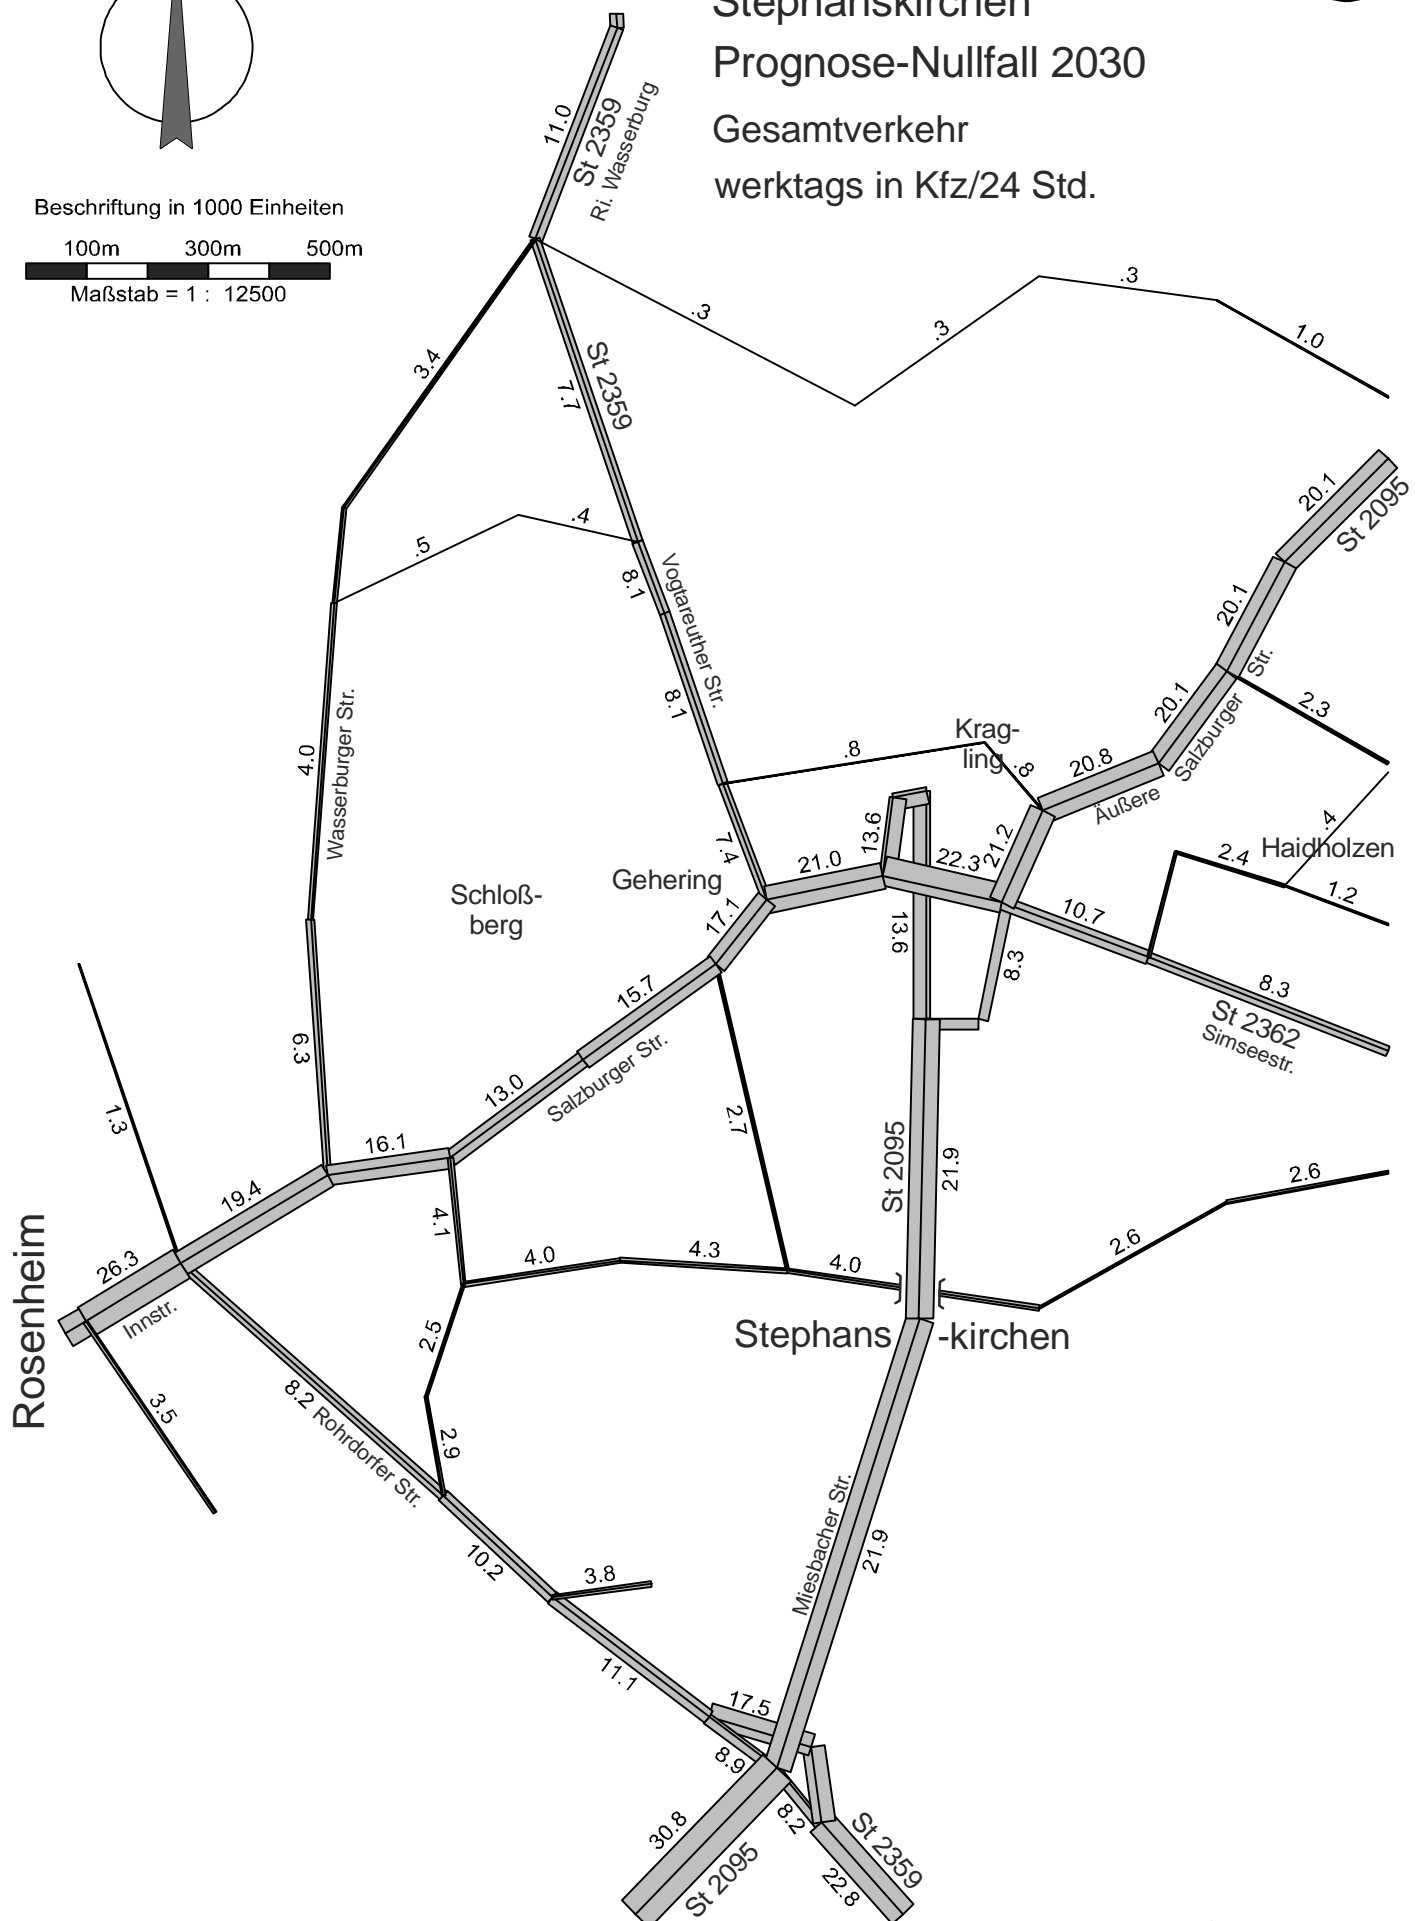 Stephanskirchen
Prognose-Nullfall 2030
Gesamtverkehr
werktags in Kfz/24 Std.
Beschriftung in 1000 Einheiten
100m 300m 500m
Maßstab = 1 : 12500
11.0
St 2359
Ri. Wasserburg
.3
.3
.3
1.0
3.4
7.7
St 2359
.5
.4
8.1
Vogtareuther Str.
8.1
20.1
St 2095
20.1
20.1
Äußere
Salzburger
Str.
2.3
4.0
Wasserburger Str.
Krag-
ling
.8
.8
20.8
7.4
21.0
13.6
22.3
21.2
.4
2.4
Haidholzen
1.2
Gehering
Schloß-
berg
17.1
13.6
10.7
8.3
8.3
St 2362
Simseestr.
15.7
6.3
13.0
Salzburger Str.
1.3
2.7
16.1
St 2095
21.9
19.4
4.1
2.6
Rosenheim
26.3
Innstr.
4.0
4.3
4.0
2.6
Stephans -kirchen
2.5
3.5
8.2
Rohrdorfer Str.
2.9
Miesbacher Str.
21.9
10.2
3.8
11.1
17.5
8.9
30.8
St 2095
8.2
St 2359
22.8